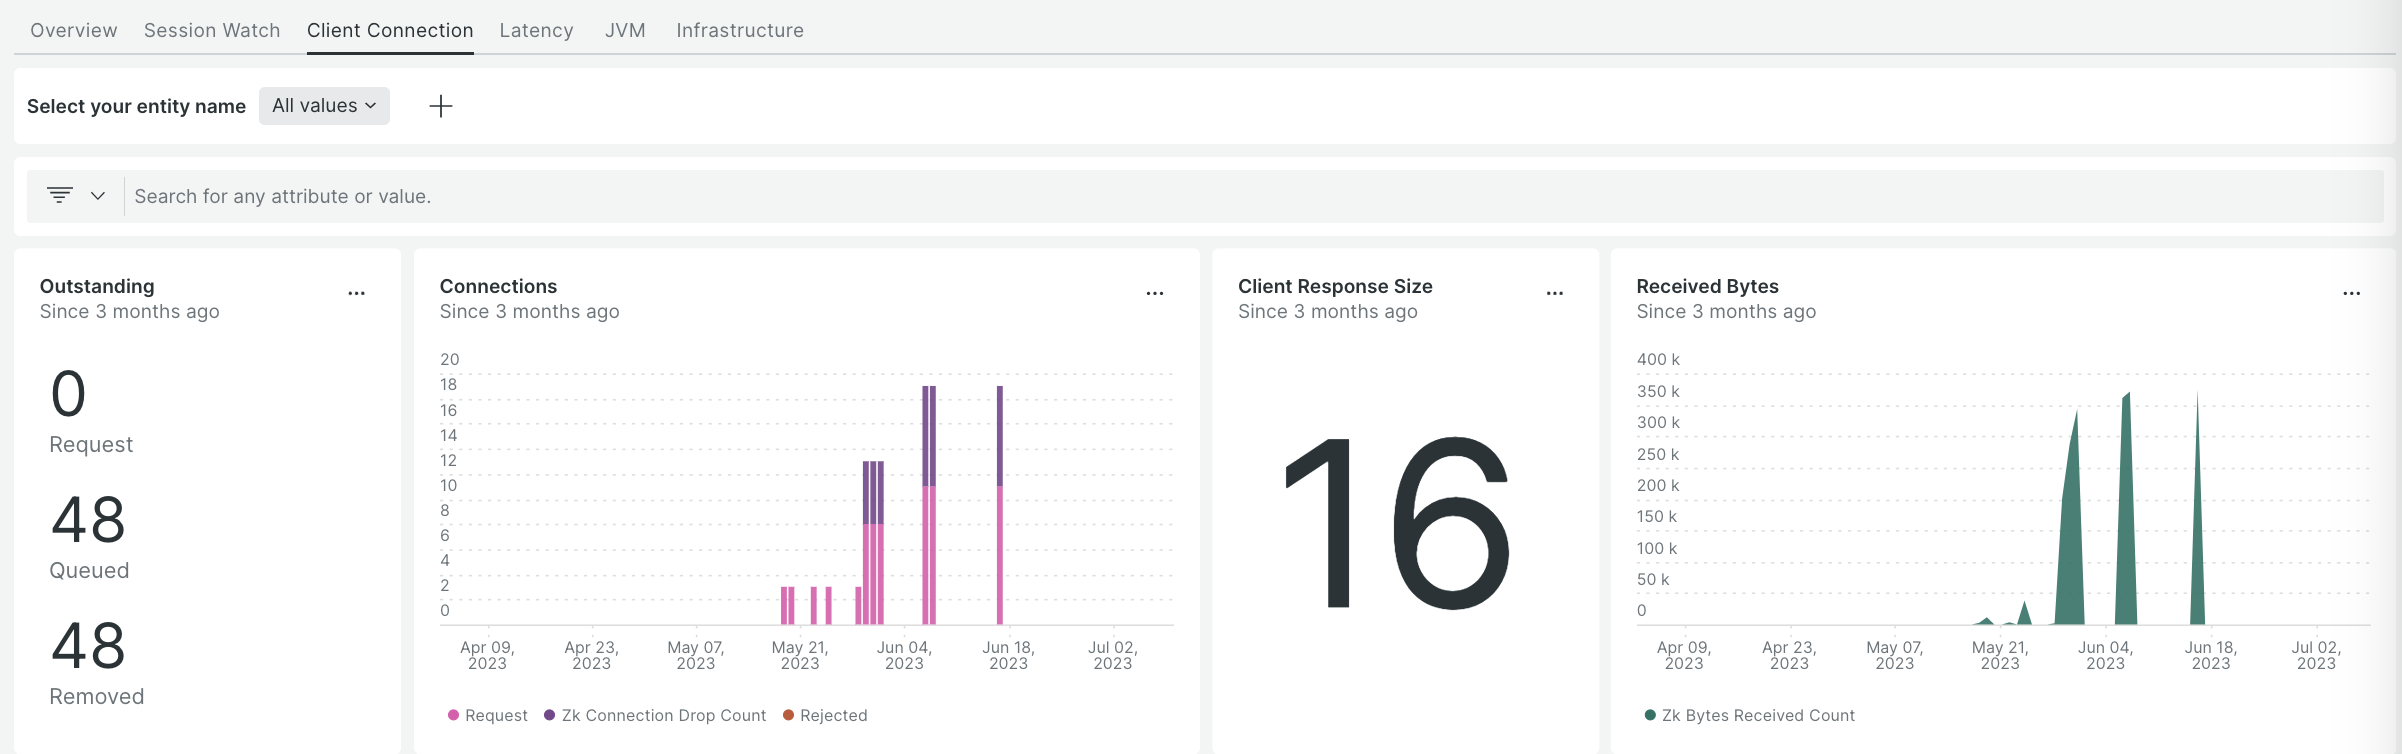 Overview Session Watch Client Connection Latency JVM Infrastructure
Select your entity name All values
Search for any attribute or value.
Outstanding
Since 3 months ago
0
Request
48
Queued
48
Removed
Connections
Since 3 months ago
20
18
16
14
12
10
8
6
4
2
0
Apr 09, 2023
Apr 23, 2023
May 07, 2023
May 21, 2023
Jun 04, 2023
Jun 18, 2023
Jul 02, 2023
Request Zk Connection Drop Count Rejected
Client Response Size
Since 3 months ago
16
Received Bytes
Since 3 months ago
400 k
350 k
300 k
250 k
200 k
150 k
100 k
50 k
0
Apr 09, 2023
Apr 23, 2023
May 07, 2023
May 21, 2023
Jun 04, 2023
Jun 18, 2023
Jul 02, 2023
Zk Bytes Received Count